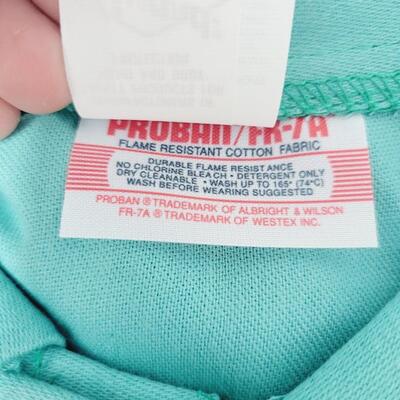 PROBAN/FR-7A
FLAME RESISTANT COTTON FABRIC
DURABLE FLAME RESISTANCE
NO CHLORINE BLEACH • DETERGENT ONLY
DRY CLEANABLE • WASH UP TO 165° (74°C)
WASH BEFORE WEARING SUGGESTED
PROBAN ® TRADEMARK OF ALBRIGHT & WILSON
FR-7A ® TRADEMARK OF WESTEX INC.